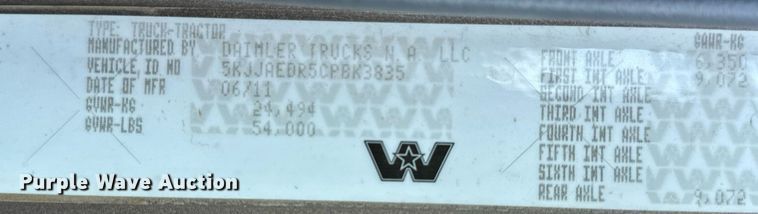 TYPE: TRUCK-TRACTOR
MANUFACTURED BY DAIMLER TRUCKS N.A. LLC
VEHICLE ID NO 5KJJAEDR5CPBK3835
DATE OF MFR 06/11
GVWR-KG 24,494
GVWR-LBS 54,000
GAWR-KG
FRONT AXLE 6,350
FIRST INT AXLE 9,072
SECOND INT AXLE
THIRD INT AXLE
FOURTH INT AXLE
FIFTH INT AXLE
SIXTH INT AXLE
REAR AXLE 9,072
W
Purple Wave Auction